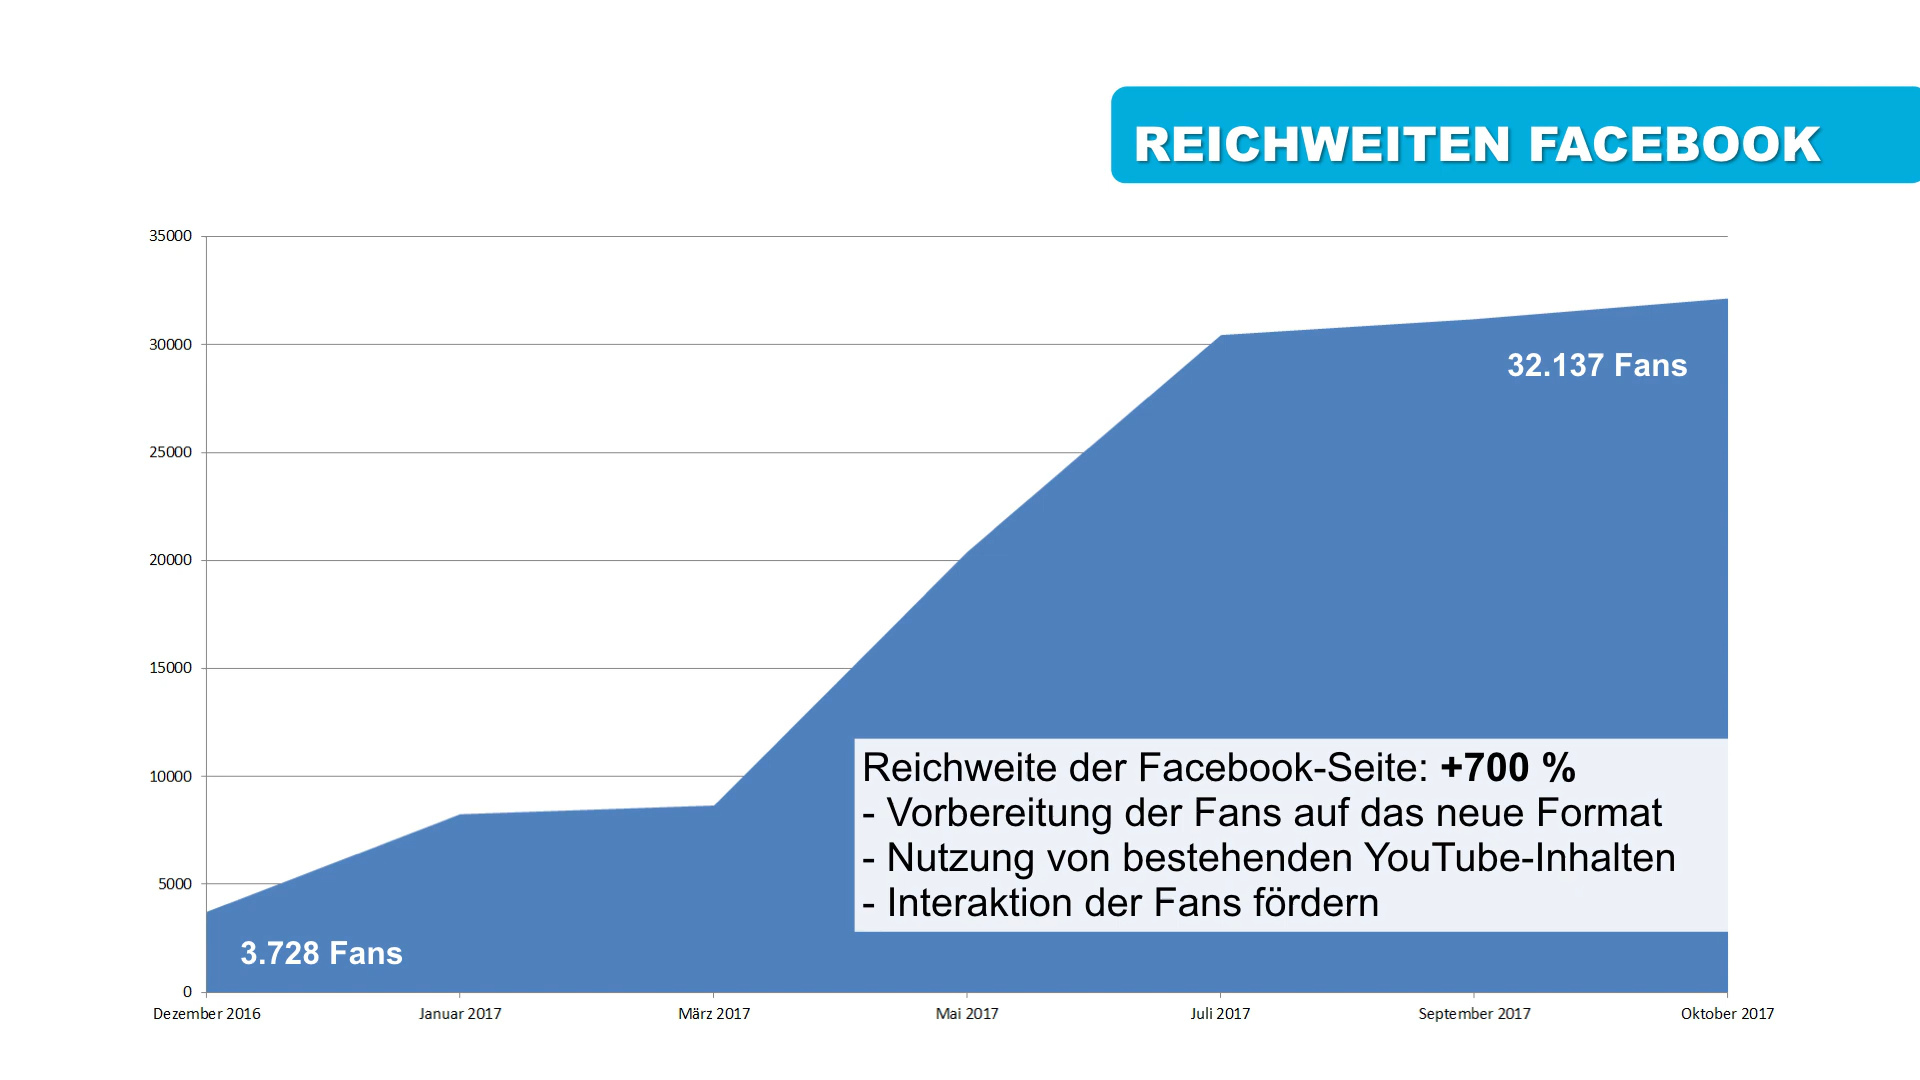 REICHWEITEN FACEBOOK
35000
30000
25000
20000
15000
10000
5000
0
32.137 Fans
Reichweite der Facebook-Seite: +700 %
- Vorbereitung der Fans auf das neue Format
- Nutzung von bestehenden YouTube-Inhalten
- Interaktion der Fans fördern
3.728 Fans
Dezember 2016 Januar 2017 März 2017 Mai 2017 Juli 2017 September 2017 Oktober 2017